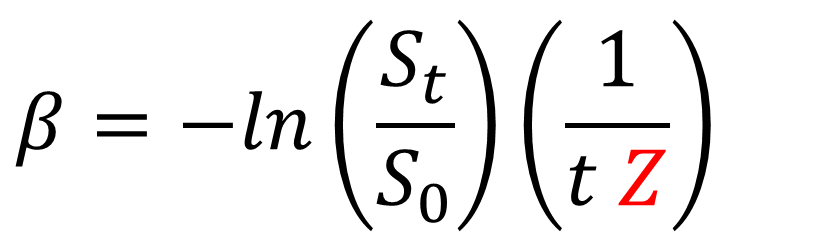 β = −ln (S_t / S_0) (1 / t Z)